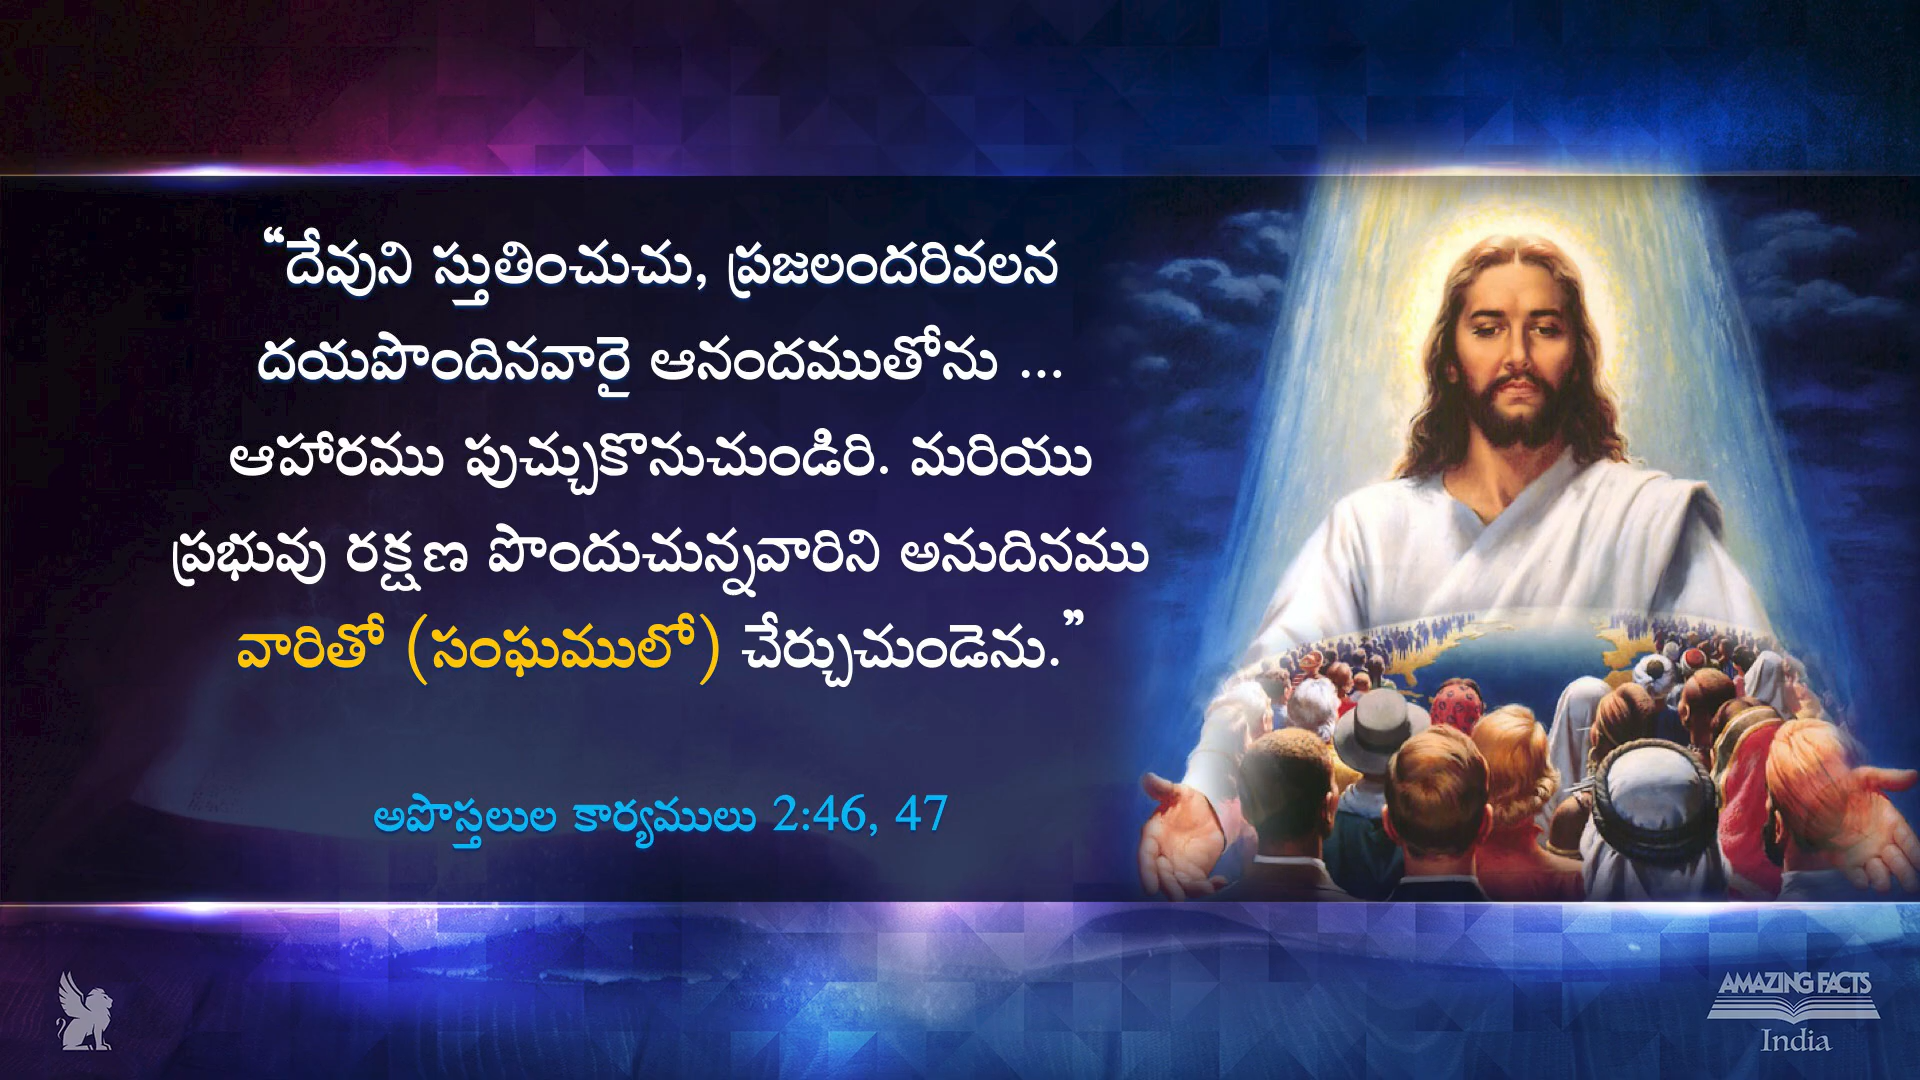 “దేవుని స్తుతించుచు, ప్రజలందరివలన
దయపొందినవారై ఆనందముతోను ...
ఆహారము పుచ్చుకొనుచుండిరి. మరియు
ప్రభువు రక్షణ పొందుచున్నవారిని అనుదినము
వారితో (సంఘములో) చేర్చుచుండెను.”
అపొస్తలుల కార్యములు 2:46, 47
AMAZING FACTS
India